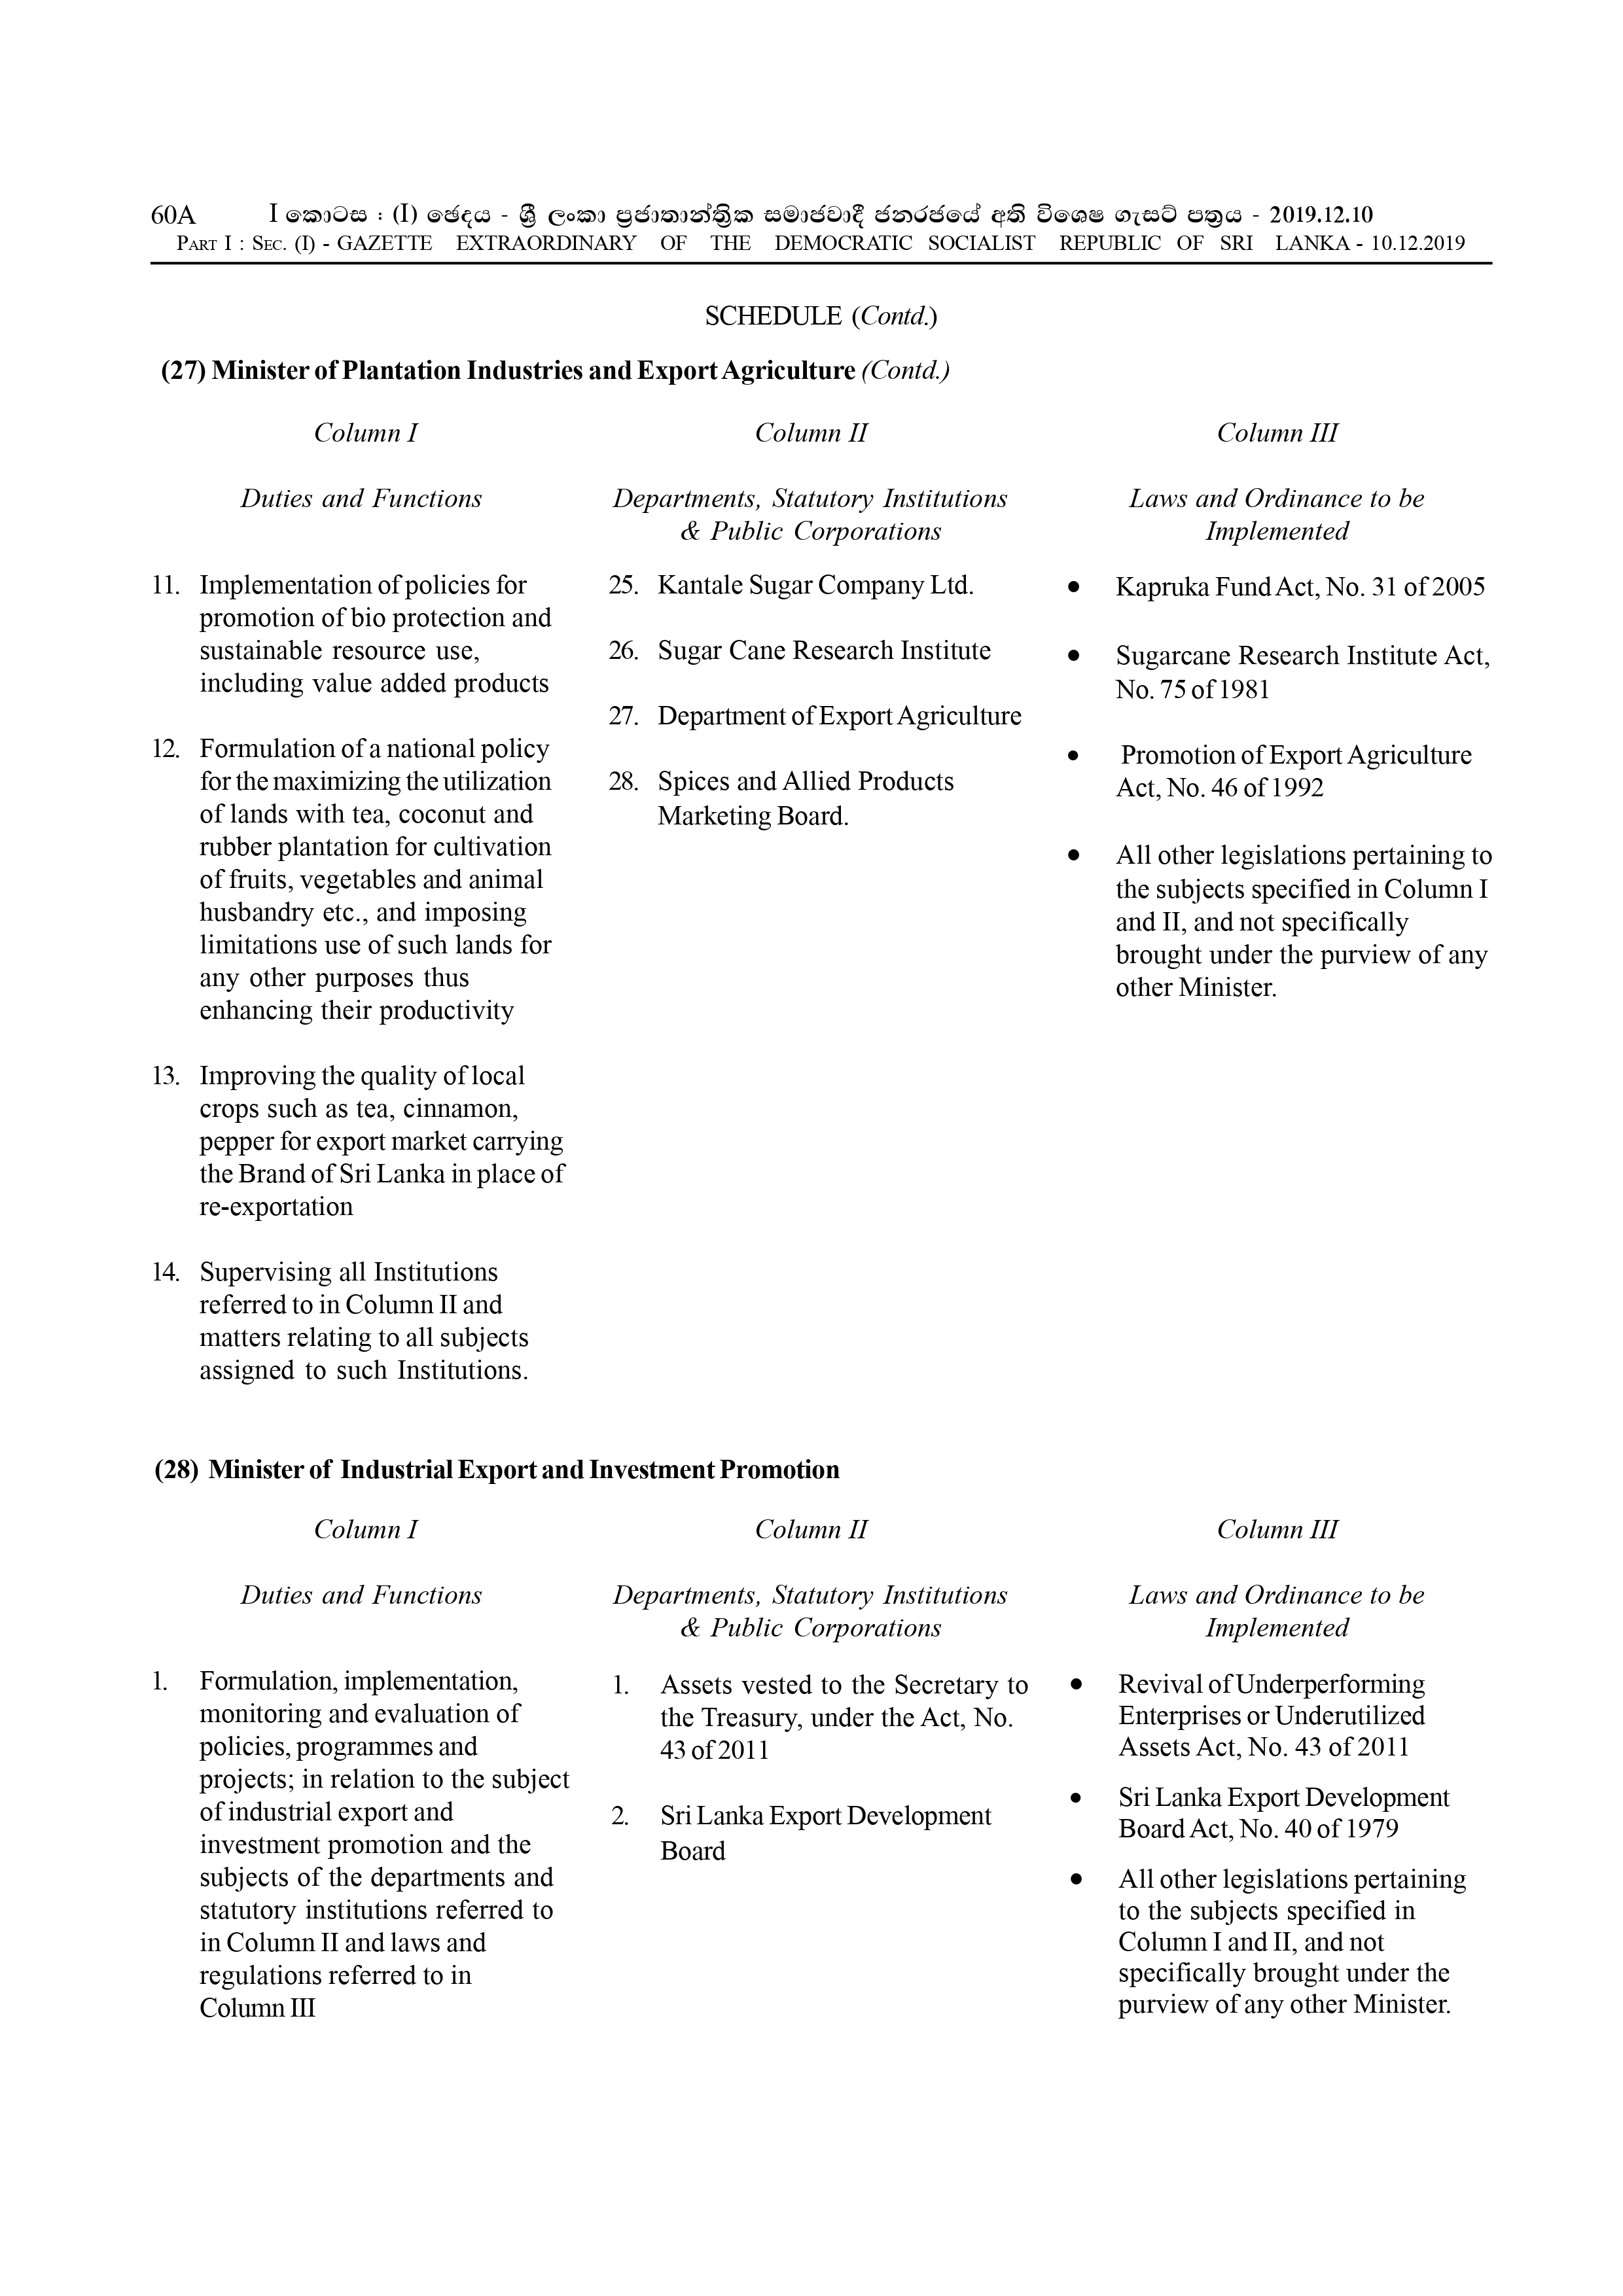 60A I කොටස : (I) ඡෙදය - ශ්‍රී ලංකා ප්‍රජාතාන්ත්‍රික සමාජවාදී ජනරජයේ අති විශෙෂ ගැසට් පත්‍රය - 2019.12.10
PART I : SEC. (I) - GAZETTE EXTRAORDINARY OF THE DEMOCRATIC SOCIALIST REPUBLIC OF SRI LANKA - 10.12.2019
SCHEDULE (Contd.)
(27) Minister of Plantation Industries and Export Agriculture (Contd.)
Column I
Duties and Functions
11. Implementation of policies for
promotion of bio protection and
sustainable resource use,
including value added products
12. Formulation of a national policy
for the maximizing the utilization
of lands with tea, coconut and
rubber plantation for cultivation
of fruits, vegetables and animal
husbandry etc., and imposing
limitations use of such lands for
any other purposes thus
enhancing their productivity
13. Improving the quality of local
crops such as tea, cinnamon,
pepper for export market carrying
the Brand of Sri Lanka in place of
re-exportation
14. Supervising all Institutions
referred to in Column II and
matters relating to all subjects
assigned to such Institutions.
Column II
Departments, Statutory Institutions
& Public Corporations
25. Kantale Sugar Company Ltd.
26. Sugar Cane Research Institute
27. Department of Export Agriculture
28. Spices and Allied Products
Marketing Board.
Column III
Laws and Ordinance to be
Implemented
● Kapruka Fund Act, No. 31 of 2005
● Sugarcane Research Institute Act,
No. 75 of 1981
● Promotion of Export Agriculture
Act, No. 46 of 1992
● All other legislations pertaining to
the subjects specified in Column I
and II, and not specifically
brought under the purview of any
other Minister.
(28) Minister of Industrial Export and Investment Promotion
Column I
Duties and Functions
1. Formulation, implementation,
monitoring and evaluation of
policies, programmes and
projects; in relation to the subject
of industrial export and
investment promotion and the
subjects of the departments and
statutory institutions referred to
in Column II and laws and
regulations referred to in
Column III
Column II
Departments, Statutory Institutions
& Public Corporations
1. Assets vested to the Secretary to
the Treasury, under the Act, No.
43 of 2011
2. Sri Lanka Export Development
Board
Column III
Laws and Ordinance to be
Implemented
● Revival of Underperforming
Enterprises or Underutilized
Assets Act, No. 43 of 2011
● Sri Lanka Export Development
Board Act, No. 40 of 1979
● All other legislations pertaining
to the subjects specified in
Column I and II, and not
specifically brought under the
purview of any other Minister.